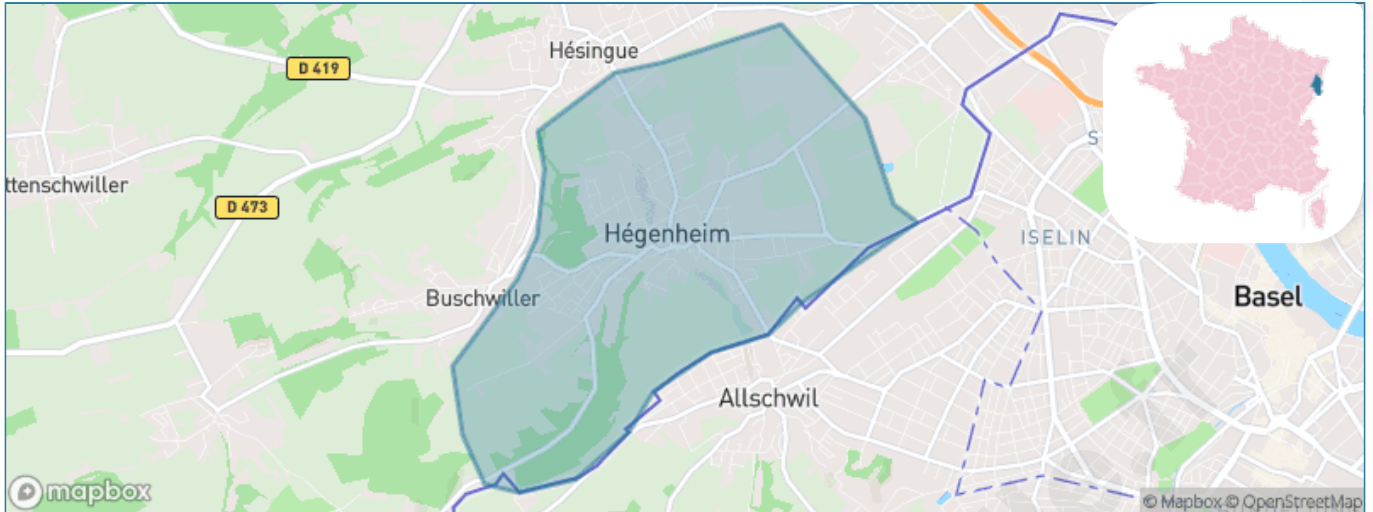 Hésingue
D 419
S
ttenschwiller
D 473
Hégenheim
ISELIN
Buschwiller
Basel
Allschwil
mapbox
© Mapbox © OpenStreetMap